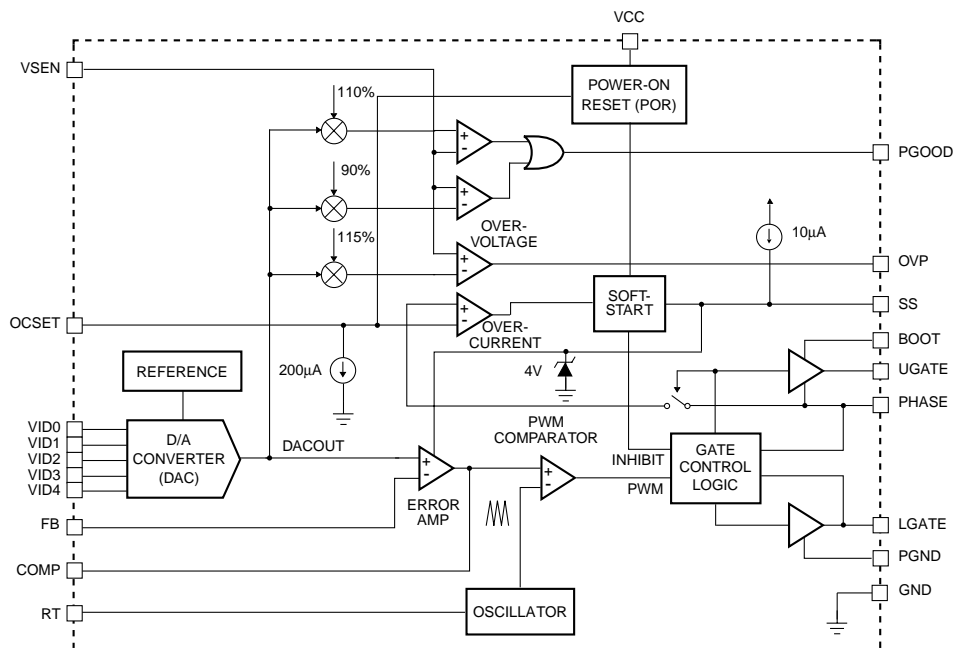 VCC
VSEN
110%
POWER-ON
RESET (POR)
+
-
PGOOD
90%
+
-
OVER-
VOLTAGE
10µA
115%
+
-
OVP
SOFT-
START
SS
+
-
OCSET
OVER-
CURRENT
BOOT
REFERENCE
200µA
4V
UGATE
PHASE
VID0
VID1
VID2
VID3
VID4
D/A
CONVERTER
(DAC)
DACOUT
PWM
COMPARATOR
+
-
+
-
INHIBIT
PWM
GATE
CONTROL
LOGIC
ERROR
AMP
FB
LGATE
PGND
COMP
GND
RT
OSCILLATOR